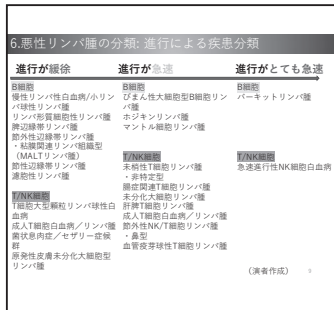 6.悪性リンパ腫の分類: 進行による疾患分類
進行が緩徐
B細胞
慢性リンパ性白血病/小リン
パ球性リンパ腫
リンパ形質細胞性リンパ腫
脾辺縁帯リンパ腫
節外性辺縁帯リンパ腫
・粘膜関連リンパ組織型
（MALTリンパ腫）
節性辺縁帯リンパ腫
濾胞性リンパ腫
T/NK細胞
T細胞大型顆粒リンパ球性白
血病
成人T細胞白血病／リンパ腫
菌状息肉症／セザリー症候
群
原発性皮膚未分化大細胞型
リンパ腫
進行が急速
B細胞
びまん性大細胞型B細胞リン
パ腫
ホジキンリンパ腫
マントル細胞リンパ腫
T/NK細胞
末梢性T細胞リンパ腫
・非特定型
腸症関連T細胞リンパ腫
未分化大細胞リンパ腫
肝脾T細胞リンパ腫
成人T細胞白血病／リンパ腫
節外性NK/T細胞リンパ腫
・鼻型
血管免疫芽球性T細胞リンパ腫
進行がとても急速
B細胞
バーキットリンパ腫
T/NK細胞
急速進行性NK細胞白血病
（演者作成）